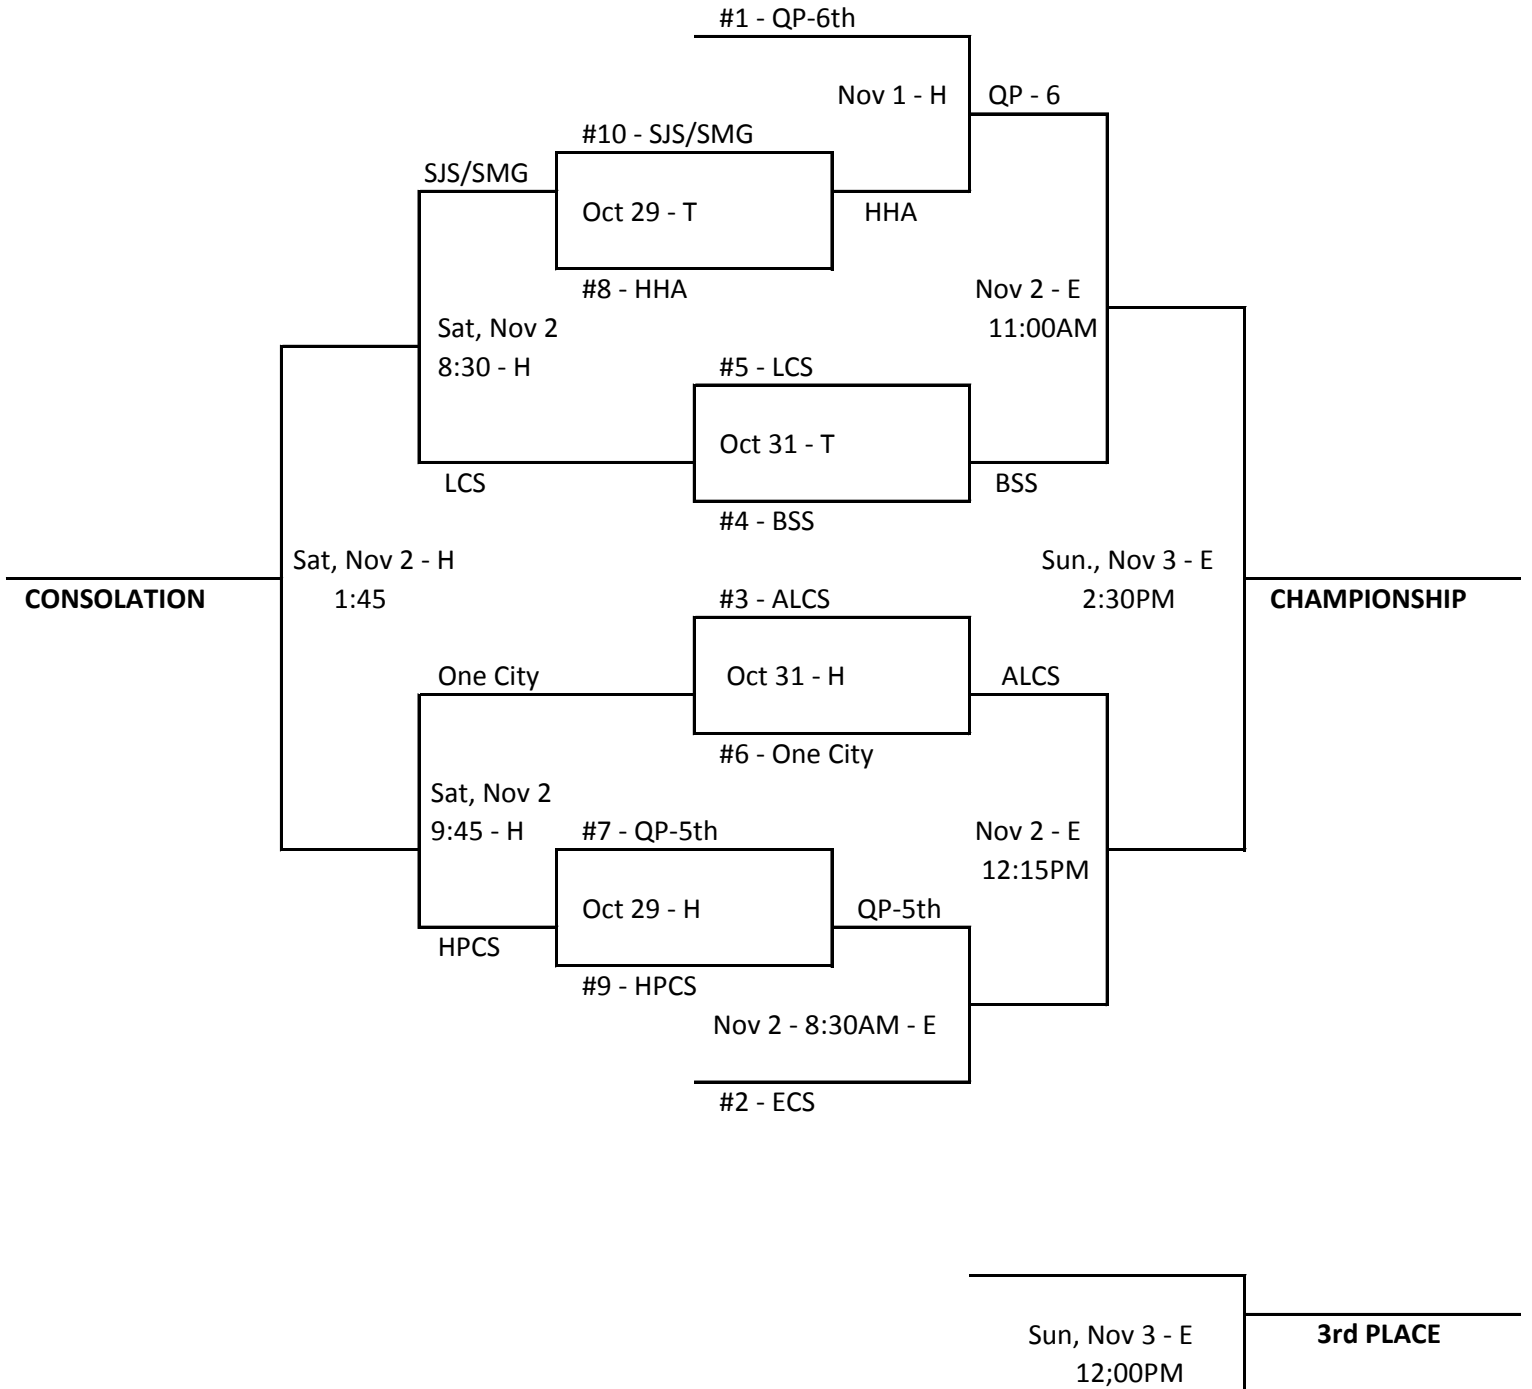 #1 - QP-6th
Nov 1 - H
QP - 6
#10 - SJS/SMG
SJS/SMG
Oct 29 - T
HHA
#8 - HHA
Nov 2 - E
11:00AM
Sat, Nov 2
8:30 - H
#5 - LCS
Oct 31 - T
LCS
BSS
#4 - BSS
Sat, Nov 2 - H
1:45
Sun., Nov 3 - E
2:30PM
CONSOLATION
CHAMPIONSHIP
#3 - ALCS
One City
Oct 31 - H
ALCS
#6 - One City
Sat, Nov 2
9:45 - H
#7 - QP-5th
Nov 2 - E
12:15PM
Oct 29 - H
QP-5th
HPCS
#9 - HPCS
Nov 2 - 8:30AM - E
#2 - ECS
Sun, Nov 3 - E
12;00PM
3rd PLACE